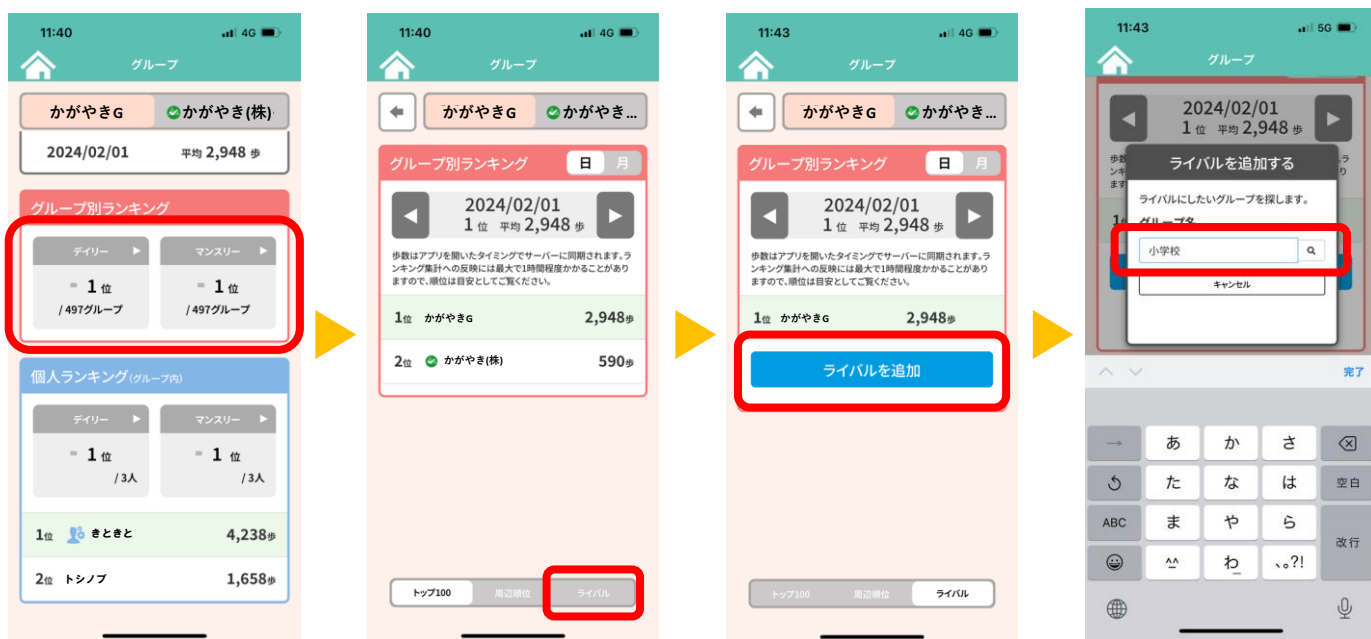 11:40
4G
グループ
かがやきG
かがやき(株)
2024/02/01 平均 2,948 歩
グループ別ランキング
デイリー
マンスリー
1 位
1 位
/ 497グループ
/ 497グループ
個人ランキング(グループ内)
デイリー
マンスリー
1 位
1 位
/ 3人
/ 3人
1位 きときと 4,238歩
2位 トシノブ 1,658歩
11:40
4G
グループ
かがやきG
かがやき...
グループ別ランキング
日 月
2024/02/01
1 位 平均 2,948 歩
歩数はアプリを開いたタイミングでサーバーに同期されます。ラ
ンキング集計への反映には最大で1時間程度かかることがあり
ますので、順位は目安としてご覧ください。
1位 かがやきG 2,948歩
2位 かがやき(株) 590歩
トップ100 周辺順位 ライバル
11:43
4G
グループ
かがやきG
かがやき...
グループ別ランキング
日 月
2024/02/01
1 位 平均 2,948 歩
歩数はアプリを開いたタイミングでサーバーに同期されます。ラ
ンキング集計への反映には最大で1時間程度かかることがあり
ますので、順位は目安としてご覧ください。
1位 かがやきG 2,948歩
ライバルを追加
トップ100 周辺順位 ライバル
11:43
5G
グループ
2024/02/01
1 位 平均 2,948 歩
ライバルを追加する
ライバルにしたいグループを探します。
グループ名
小学校
キャンセル
完了
→ あ か さ
た な は 空白
ABC ま や ら
改行
^^ わ 、。?!